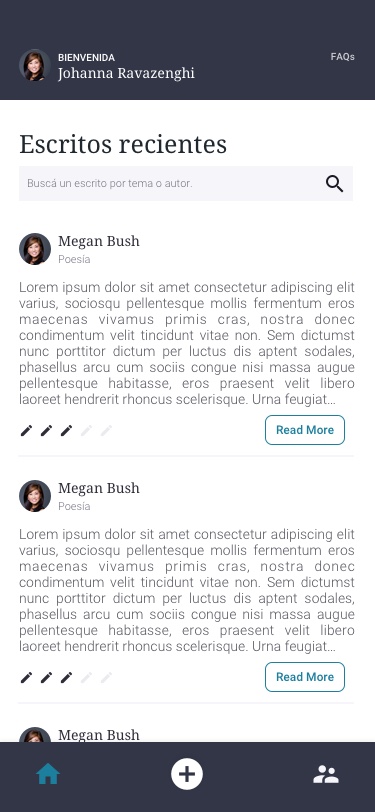 BIENVENIDA
Johanna Ravazenghi
FAQs
Escritos recientes
Buscá un escrito por tema o autor.
Megan Bush
Poesía
Lorem ipsum dolor sit amet consectetur adipiscing elit
varius, sociosqu pellentesque mollis fermentum eros
maecenas vivamus primis cras, nostra donec
condimentum velit tincidunt vitae non. Sem dictumst
nunc porttitor dictum per luctus dis aptent sodales,
phasellus arcu cum sociis congue nisi massa augue
pellentesque habitasse, eros praesent velit libero
laoreet hendrerit rhoncus scelerisque. Urna feugiat...
Read More
Megan Bush
Poesía
Lorem ipsum dolor sit amet consectetur adipiscing elit
varius, sociosqu pellentesque mollis fermentum eros
maecenas vivamus primis cras, nostra donec
condimentum velit tincidunt vitae non. Sem dictumst
nunc porttitor dictum per luctus dis aptent sodales,
phasellus arcu cum sociis congue nisi massa augue
pellentesque habitasse, eros praesent velit libero
laoreet hendrerit rhoncus scelerisque. Urna feugiat...
Read More
Megan Bush